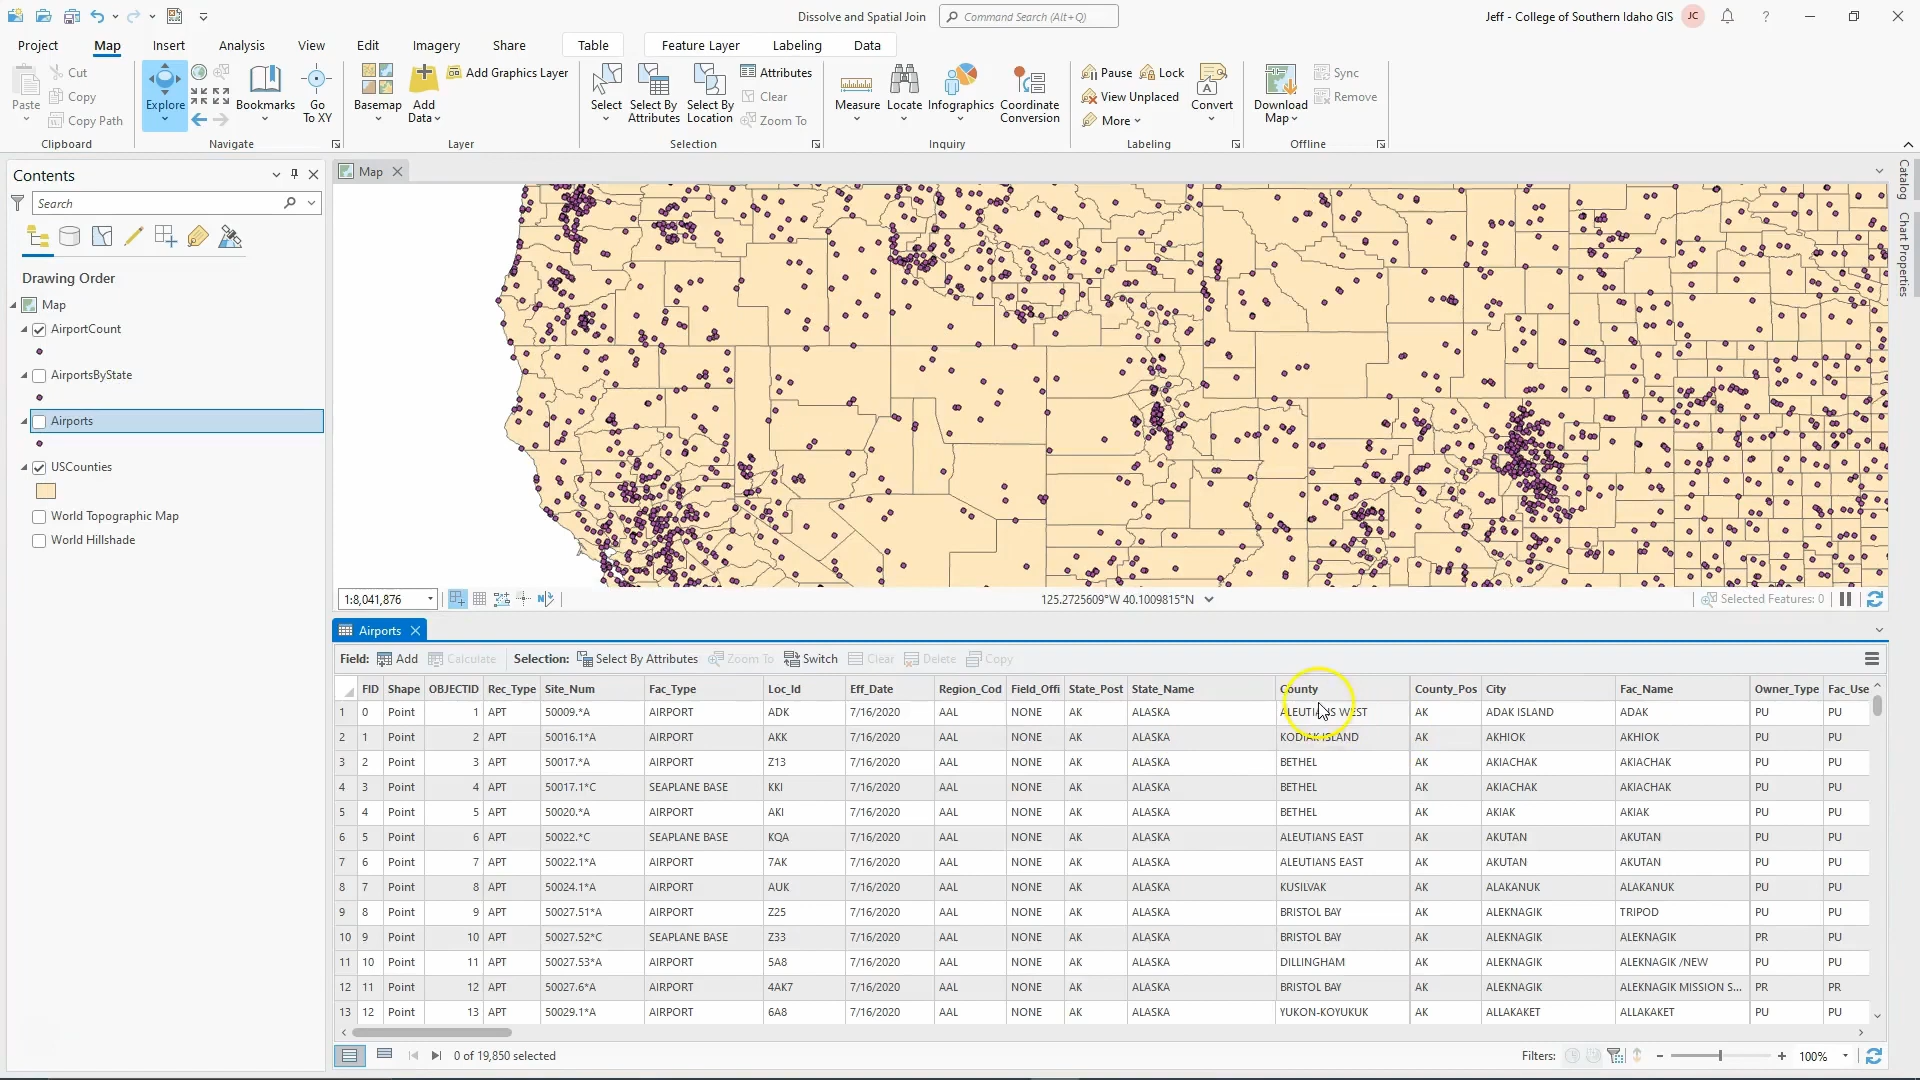 Dissolve and Spatial Join
Command Search (Alt+Q)
Jeff - College of Southern Idaho GIS
JC
Project Map Insert Analysis View Edit Imagery Share Table Feature Layer Labeling Data
Paste
Cut
Copy
Copy Path
Clipboard
Explore
Bookmarks
Go To XY
Navigate
Basemap
Add Data
Add Graphics Layer
Layer
Select
Select By Attributes
Select By Location
Attributes
Clear
Zoom To
Selection
Measure
Locate
Infographics
Coordinate Conversion
Inquiry
Pause
Lock
View Unplaced
More
Convert
Labeling
Download Map
Sync
Remove
Offline
Contents
Search
Drawing Order
Map
AirportCount
AirportsByState
Airports
USCounties
World Topographic Map
World Hillshade
Map
Catalog
Chart Properties
1:8,041,876
125.2725609°W 40.1009815°N
Selected Features: 0
Airports
Field: Add Calculate Selection: Select By Attributes Zoom To Switch Clear Delete Copy
FID Shape OBJECTID Rec_Type Site_Num Fac_Type Loc_Id Eff_Date Region_Cod Field_Offi State_Post State_Name County County_Pos City Fac_Name Owner_Type Fac_Use
1 0 Point 1 APT 50009.*A AIRPORT ADK 7/16/2020 AAL NONE AK ALASKA ALEUTIANS WEST AK ADAK ISLAND ADAK PU PU
2 1 Point 2 APT 50016.1*A AIRPORT AKK 7/16/2020 AAL NONE AK ALASKA KODIAK ISLAND AK AKHIOK AKHIOK PU PU
3 2 Point 3 APT 50017.*A AIRPORT Z13 7/16/2020 AAL NONE AK ALASKA BETHEL AK AKIACHAK AKIACHAK PU PU
4 3 Point 4 APT 50017.1*C SEAPLANE BASE KKI 7/16/2020 AAL NONE AK ALASKA BETHEL AK AKIACHAK AKIACHAK PU PU
5 4 Point 5 APT 50020.*A AIRPORT AKI 7/16/2020 AAL NONE AK ALASKA BETHEL AK AKIAK AKIAK PU PU
6 5 Point 6 APT 50022.*C SEAPLANE BASE KQA 7/16/2020 AAL NONE AK ALASKA ALEUTIANS EAST AK AKUTAN AKUTAN PU PU
7 6 Point 7 APT 50022.1*A AIRPORT 7AK 7/16/2020 AAL NONE AK ALASKA ALEUTIANS EAST AK AKUTAN AKUTAN PU PU
8 7 Point 8 APT 50024.1*A AIRPORT AUK 7/16/2020 AAL NONE AK ALASKA KUSILVAK AK ALAKANUK ALAKANUK PU PU
9 8 Point 9 APT 50027.51*A AIRPORT Z25 7/16/2020 AAL NONE AK ALASKA BRISTOL BAY AK ALEKNAGIK TRIPOD PU PU
10 9 Point 10 APT 50027.52*C SEAPLANE BASE Z33 7/16/2020 AAL NONE AK ALASKA BRISTOL BAY AK ALEKNAGIK ALEKNAGIK PR PU
11 10 Point 11 APT 50027.53*A AIRPORT 5A8 7/16/2020 AAL NONE AK ALASKA DILLINGHAM AK ALEKNAGIK ALEKNAGIK /NEW PU PU
12 11 Point 12 APT 50027.6*A AIRPORT 4AK7 7/16/2020 AAL NONE AK ALASKA BRISTOL BAY AK ALEKNAGIK ALEKNAGIK MISSION S... PR PR
13 12 Point 13 APT 50029.1*A AIRPORT 6A8 7/16/2020 AAL NONE AK ALASKA YUKON-KOYUKUK AK ALLAKAKET ALLAKAKET PU PU
0 of 19,850 selected
Filters: 100%